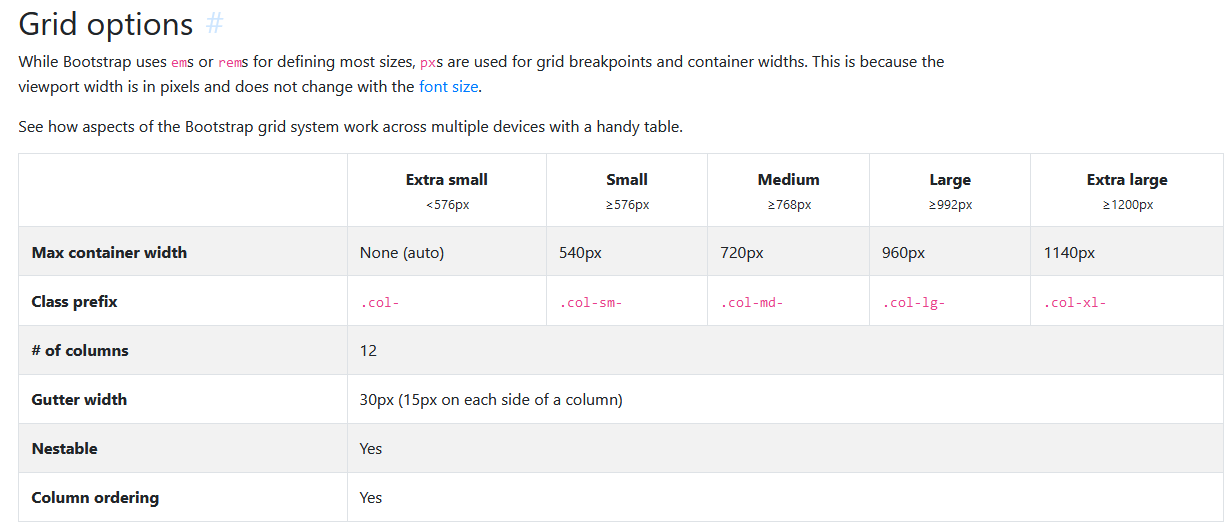 Grid options #
While Bootstrap uses ems or rems for defining most sizes, pxs are used for grid breakpoints and container widths. This is because the
viewport width is in pixels and does not change with the font size.
See how aspects of the Bootstrap grid system work across multiple devices with a handy table.
Extra small Small Medium Large Extra large
<576px ≥576px ≥768px ≥992px ≥1200px
Max container width None (auto) 540px 720px 960px 1140px
Class prefix .col- .col-sm- .col-md- .col-lg- .col-xl-
# of columns 12
Gutter width 30px (15px on each side of a column)
Nestable Yes
Column ordering Yes